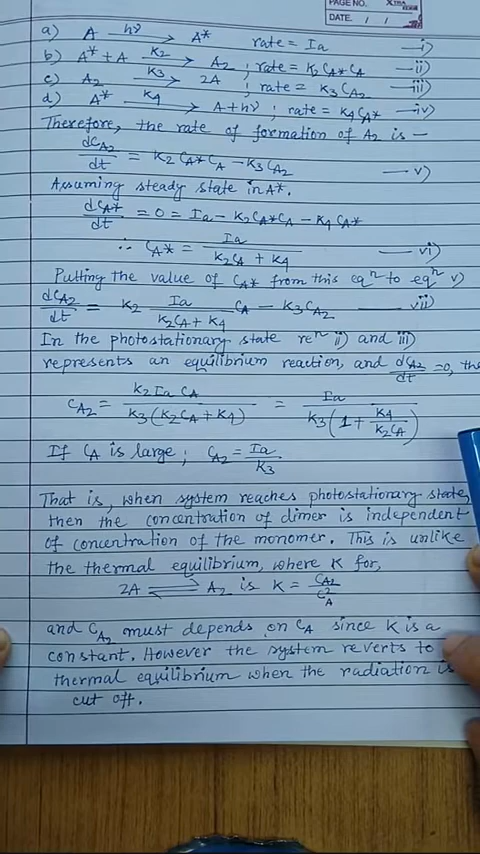 PAGE NO.
DATE. / /
a) A hν→ A* rate = Ia —i)
b) A* + A K2→ A2 ; rate = K2 CA* CA —ii)
c) A2 K3→ 2A ; rate = K3 CA2 —iii)
d) A* K4→ A + hν ; rate = K4 CA* —iv)
Therefore, the rate of formation of A2 is —
dCA2/dt = K2 CA* CA - K3 CA2 —v)
Assuming steady state in A*.
dCA*/dt = 0 = Ia - K2 CA* CA - K4 CA*
∴ CA* = Ia / K2CA + K4 —vi)
Putting the value of CA* from this eqn to eqn v)
dCA2/dt = K2 Ia / K2CA + K4 CA - K3 CA2 —vii)
In the photostationary state ren ii) and iii)
represents an equilibrium reaction, and dCA2/dt = 0, the
CA2 = K2 Ia CA / K3 (K2CA + K4) = Ia / K3 (1 + K4/K2CA)
If CA is large ; CA2 = Ia/K3
That is, when system reaches photostationary state,
then the concentration of dimer is independent
of concentration of the monomer. This is unlike
the thermal equilibrium, where K for,
2A ⇌ A2 is K = CA2/C²A
and CA2 must depends on CA since K is a
constant. However the system reverts to
thermal equilibrium when the radiation is
cut off.